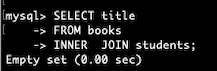 mysql> SELECT title
-> FROM books
-> INNER  JOIN students;
Empty set (0.00 sec)